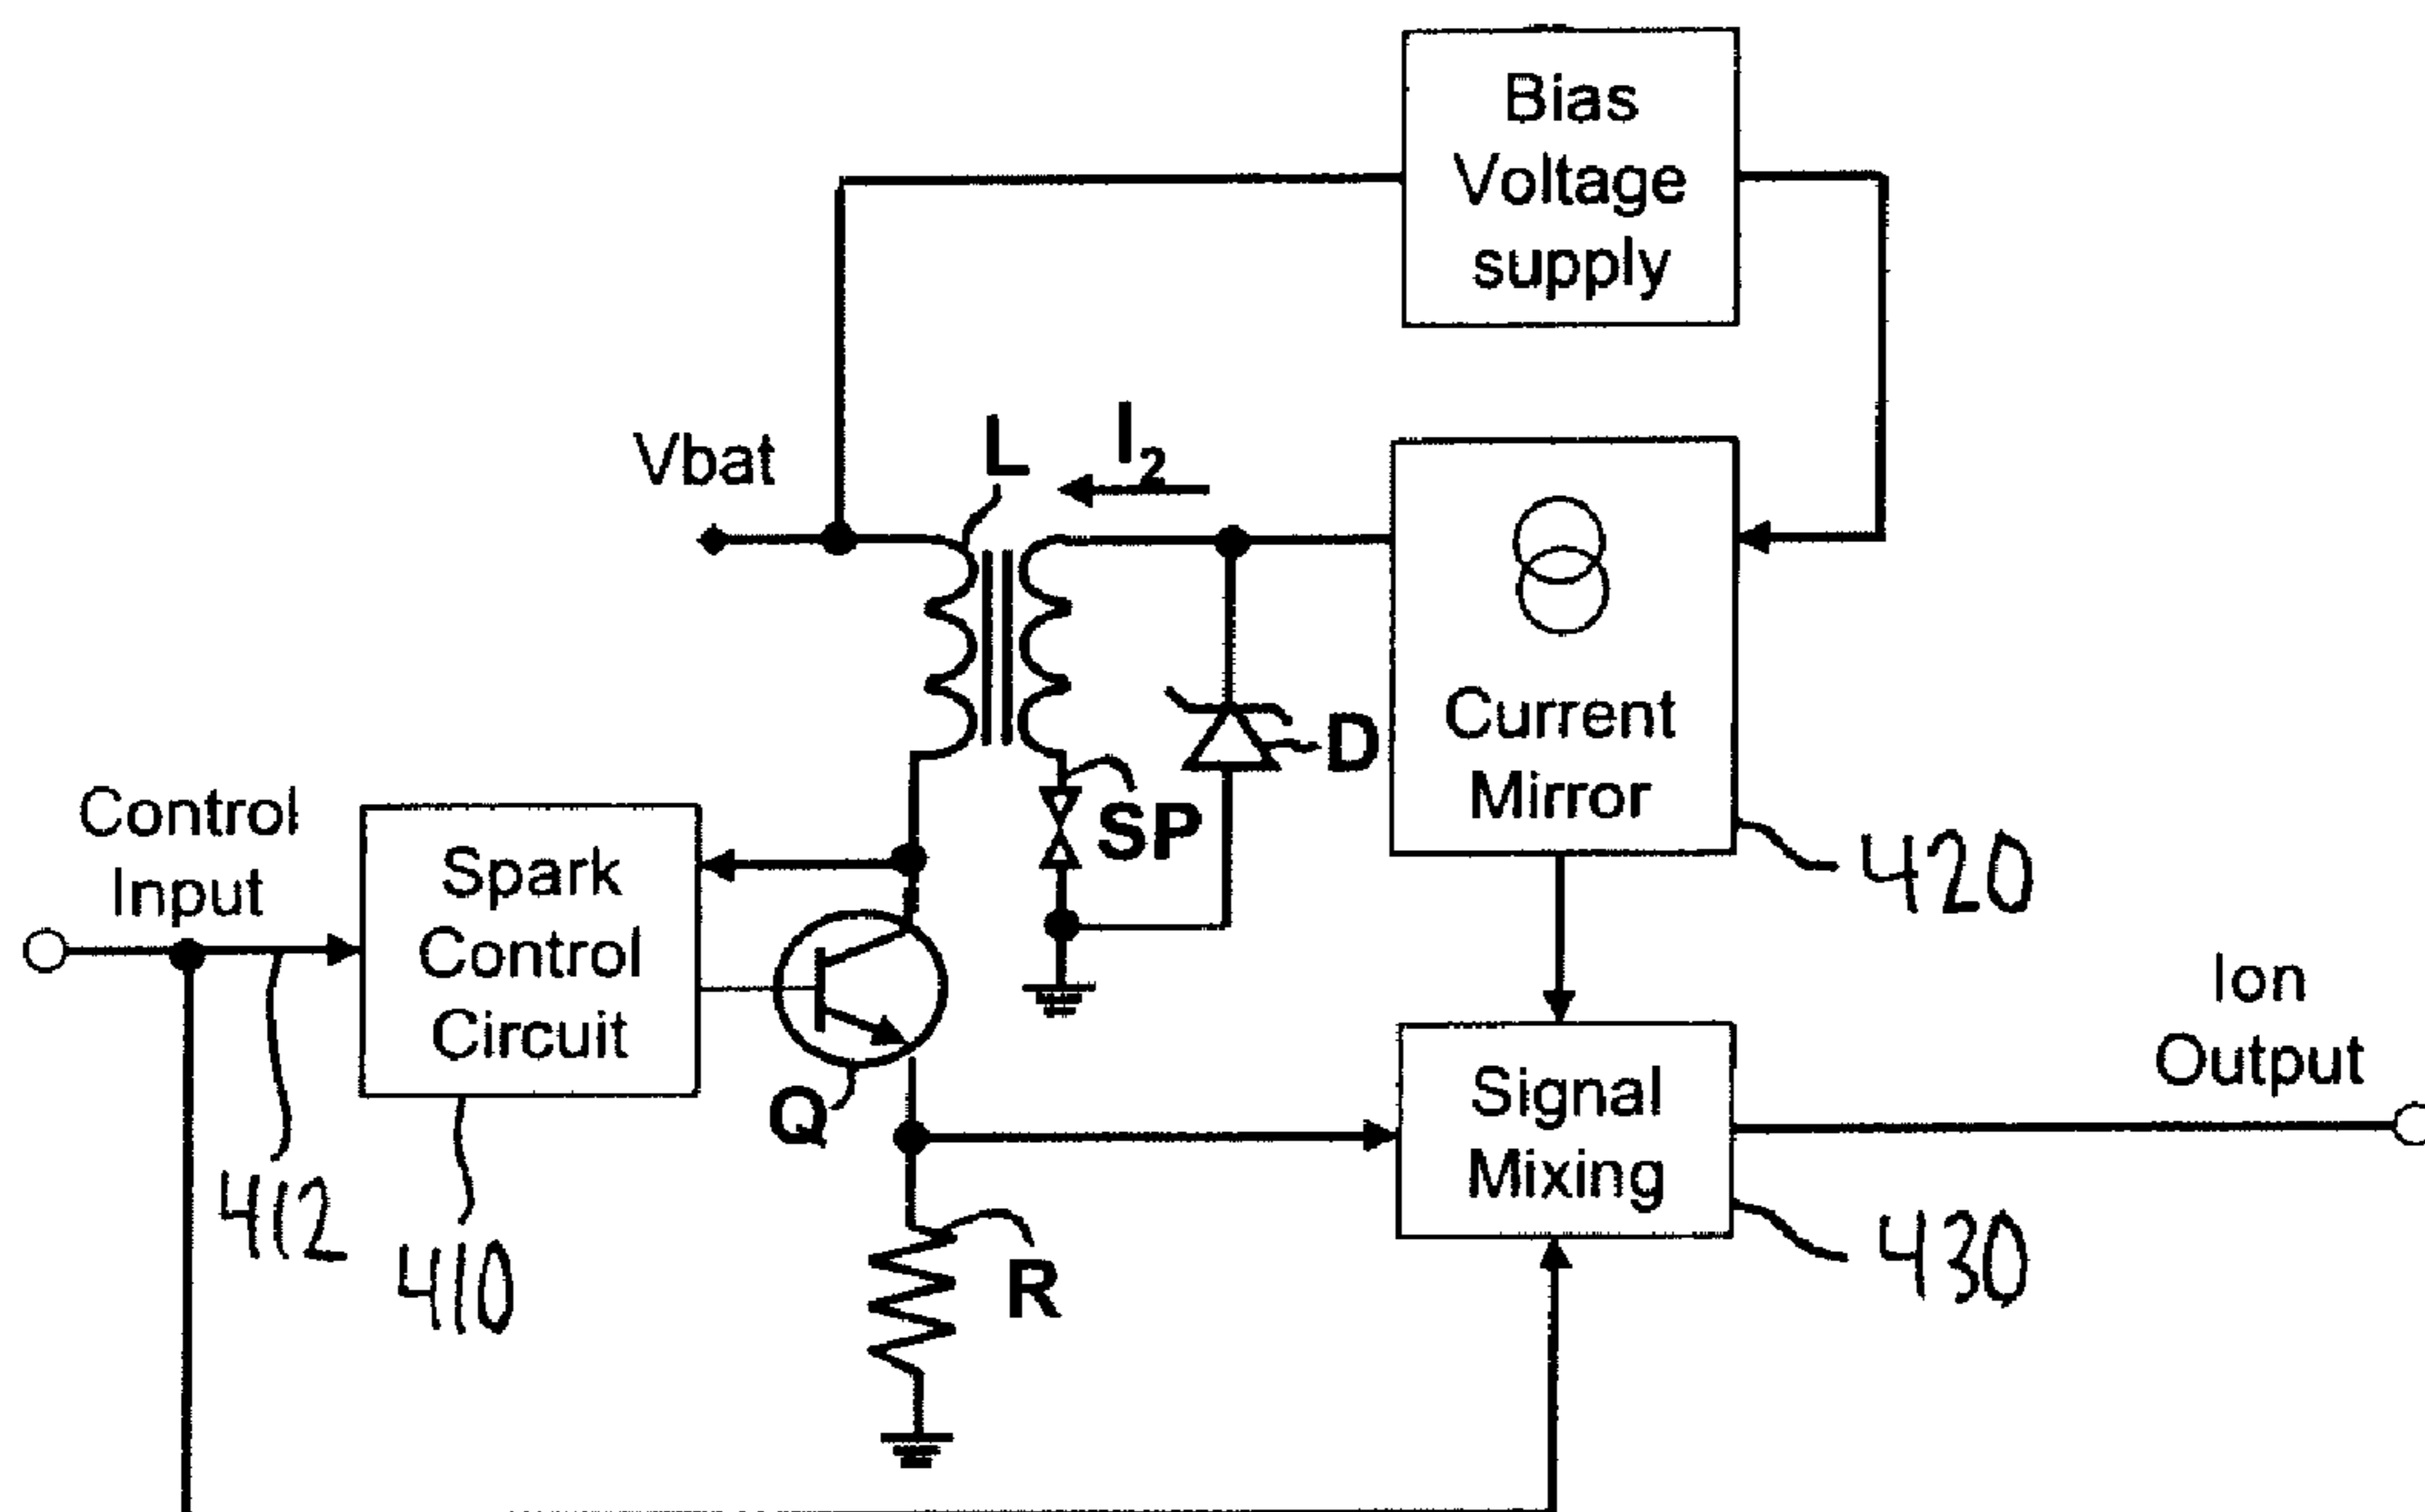 Bias
Voltage
supply
Vbat
L
I₂
Current
Mirror
D
SP
420
Control
Input
Spark
Control
Circuit
Q
412
410
R
Signal
Mixing
430
Ion
Output